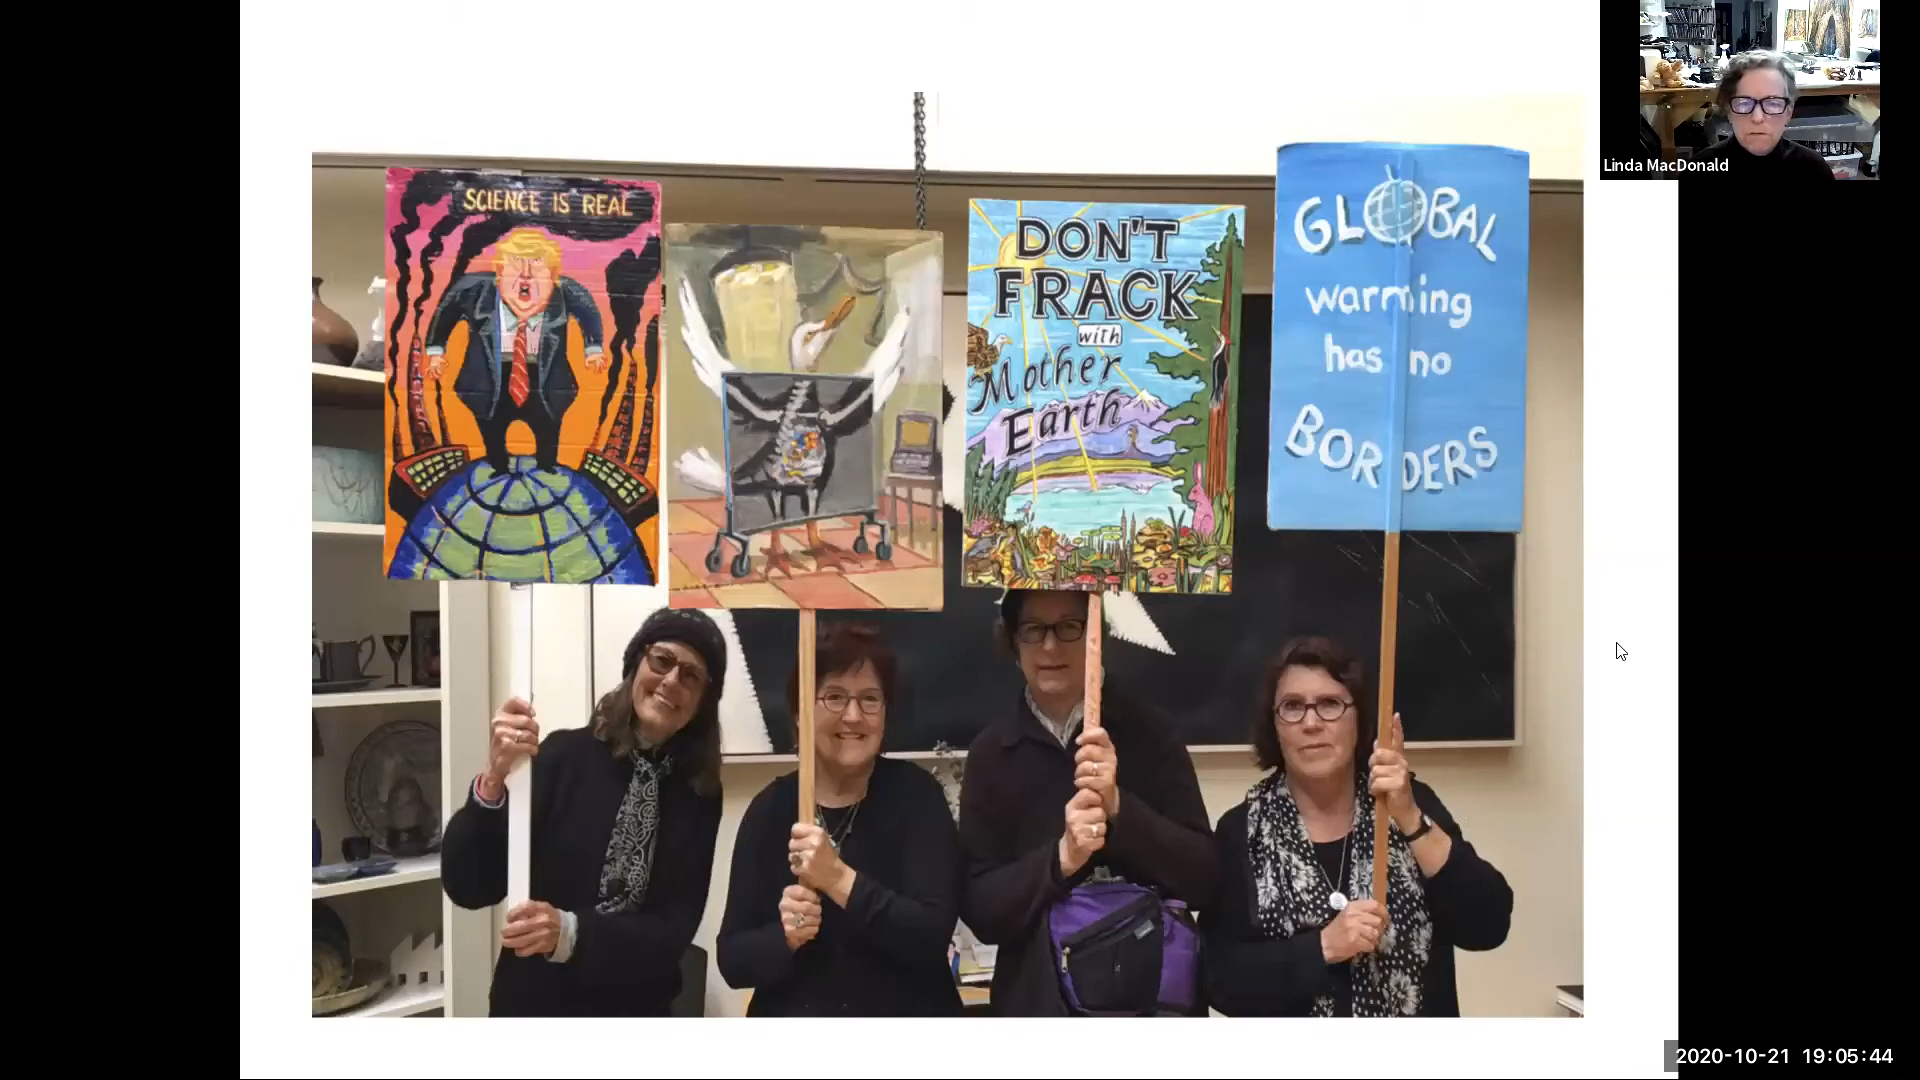 SCIENCE IS REAL
DON'T
FRACK
with
Mother
Earth
GLOBAL
warming
has no
BORDERS
Linda MacDonald
2020-10-21 19:05:44